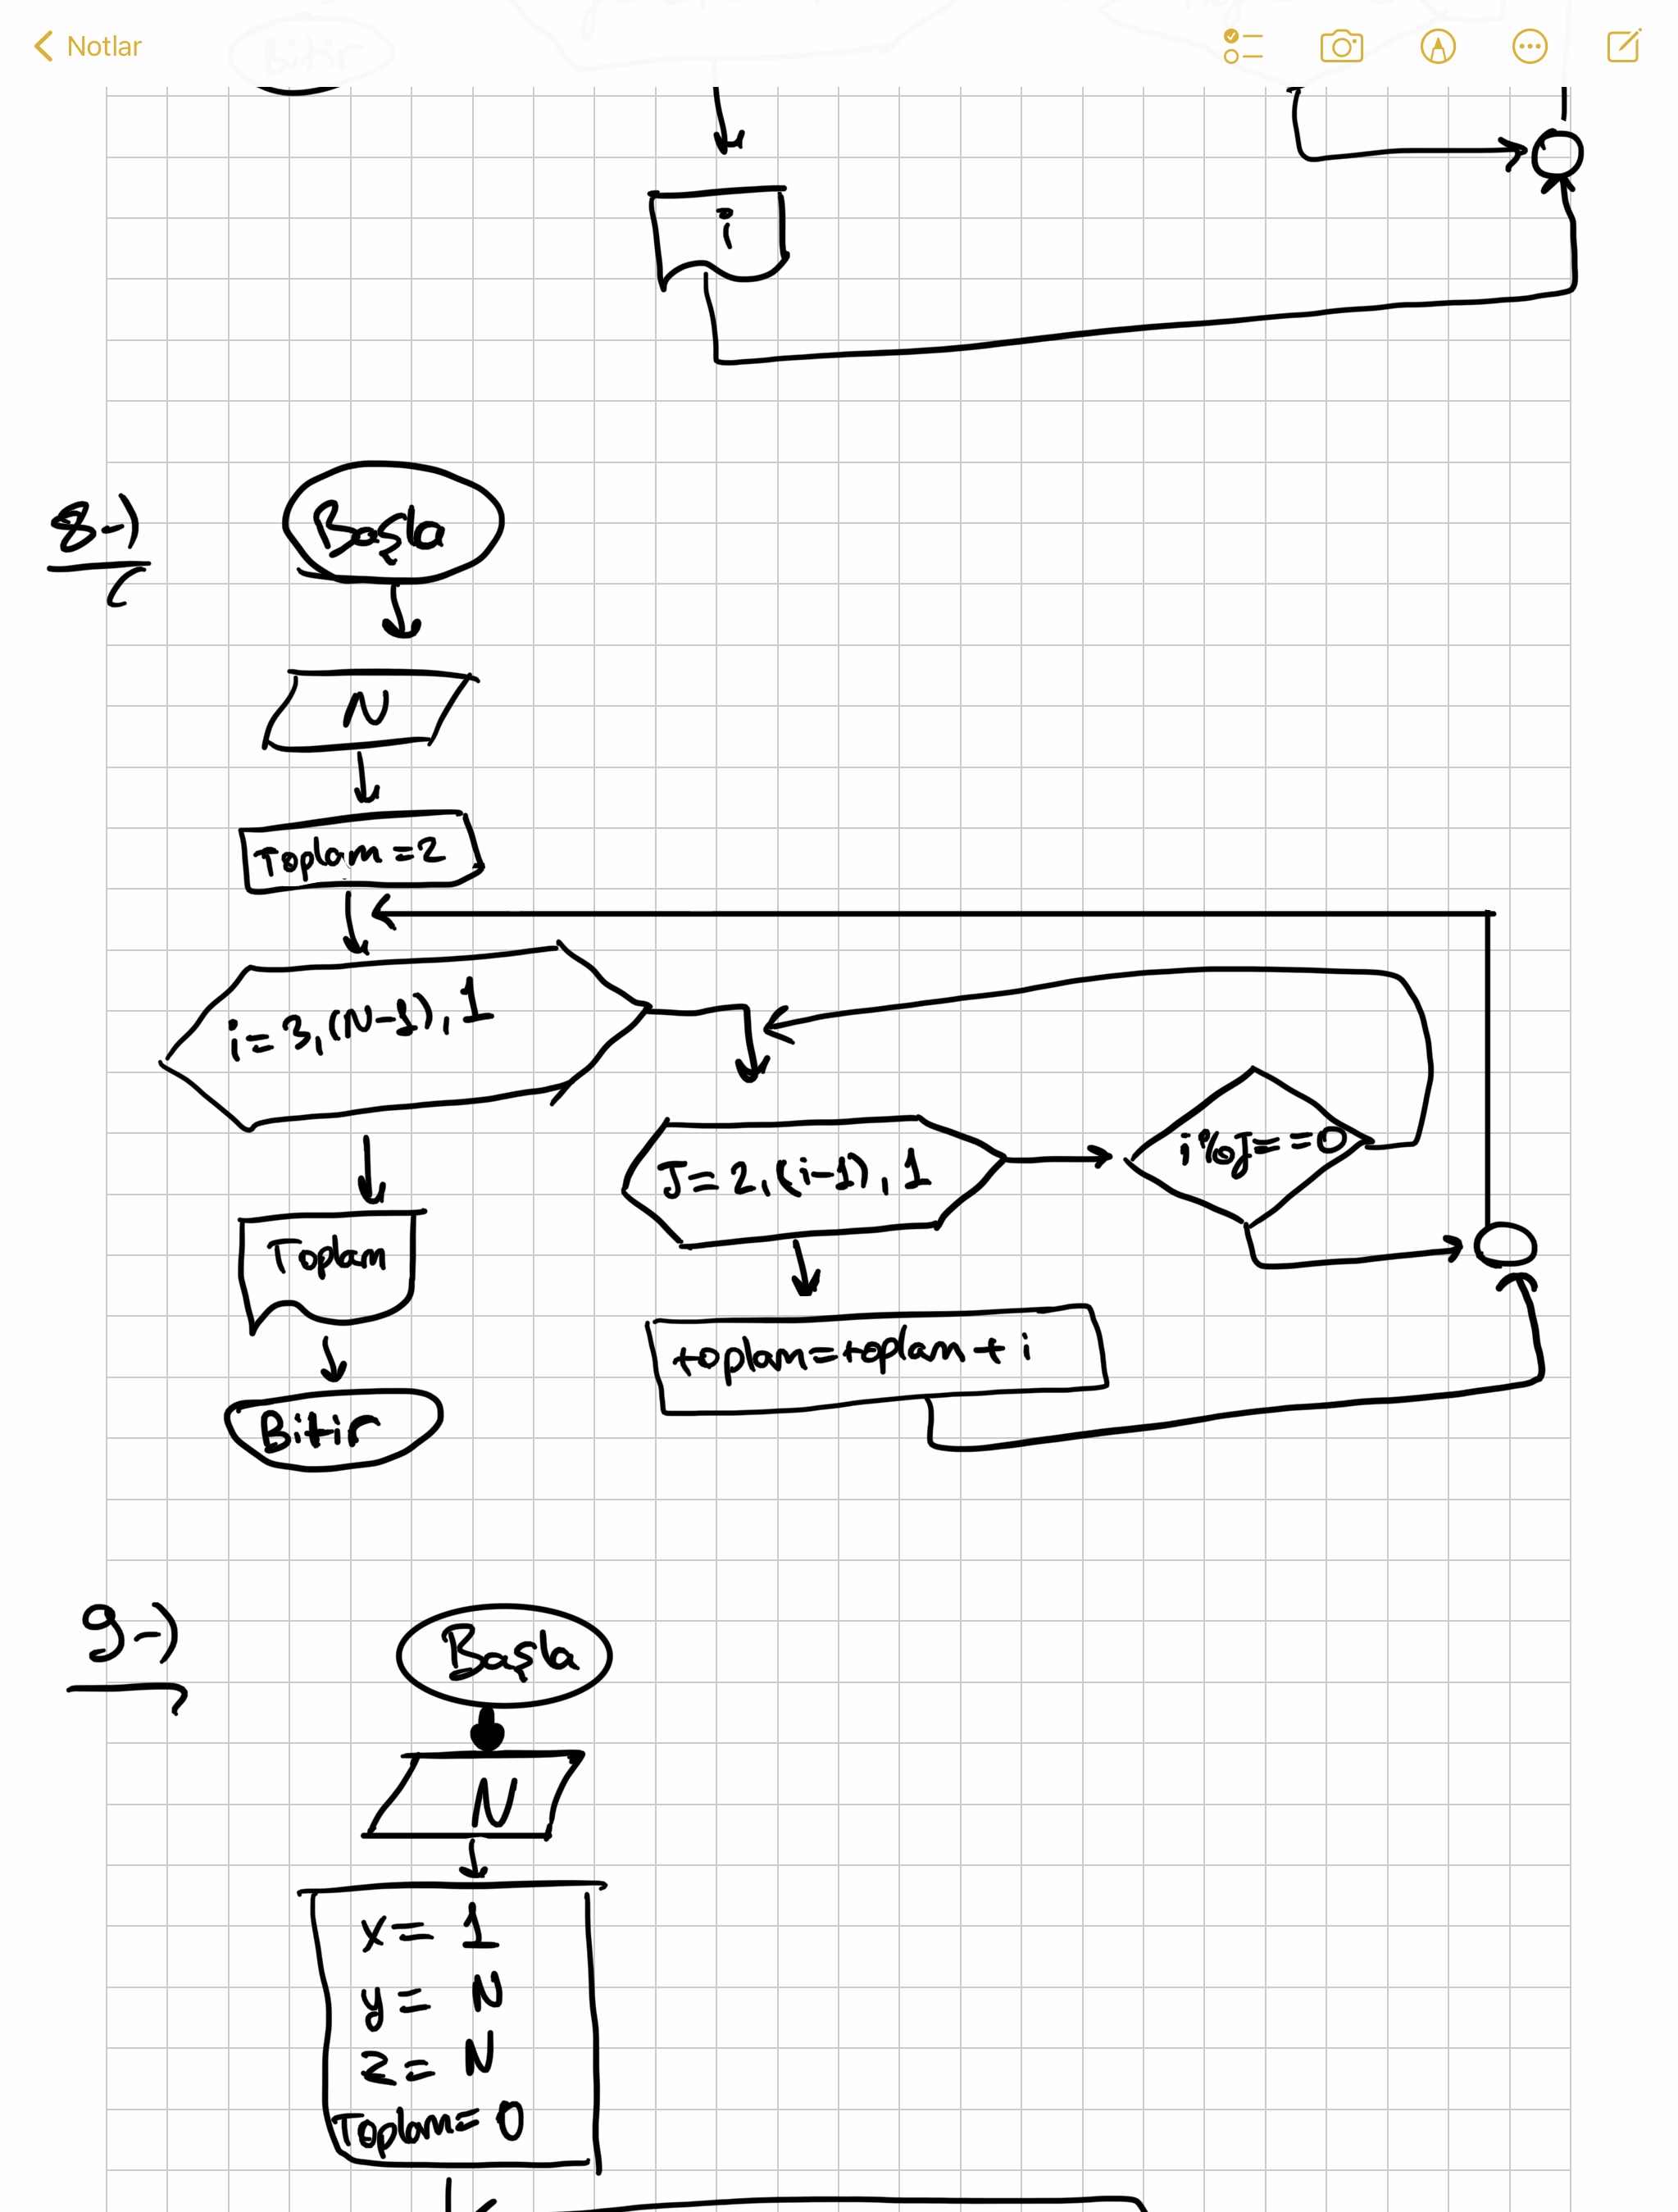 Notlar
i
8-)
Başla
N
Toplam = 2
i = 3, (N-1), 1
J = 2, (i-1), 1
i%J == 0
Toplam
toplam = toplam + i
Bitir
9-)
Başla
N
x = 1
y = N
z = N
Toplam = 0